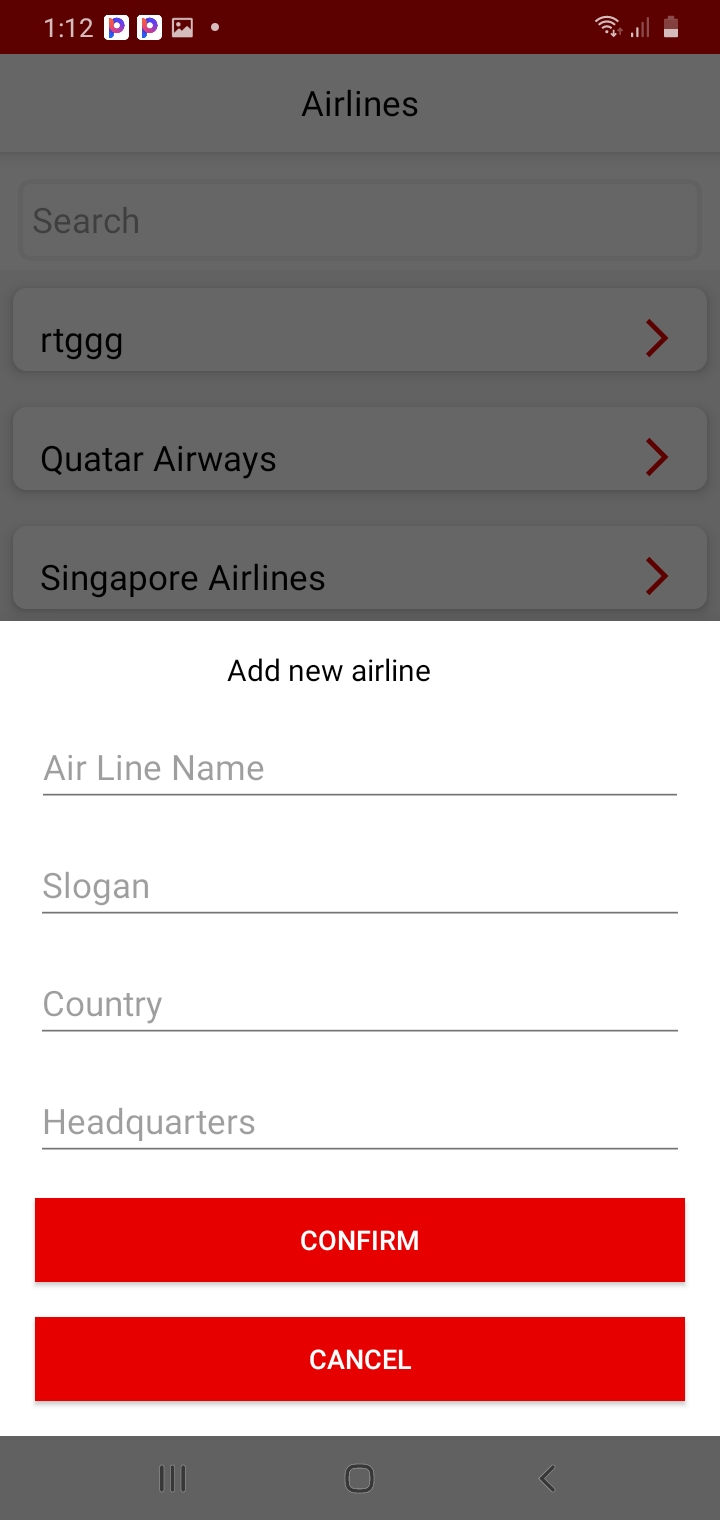 1:12
Airlines
Search
rtggg
Quatar Airways
Singapore Airlines
Add new airline
Air Line Name
Slogan
Country
Headquarters
CONFIRM
CANCEL